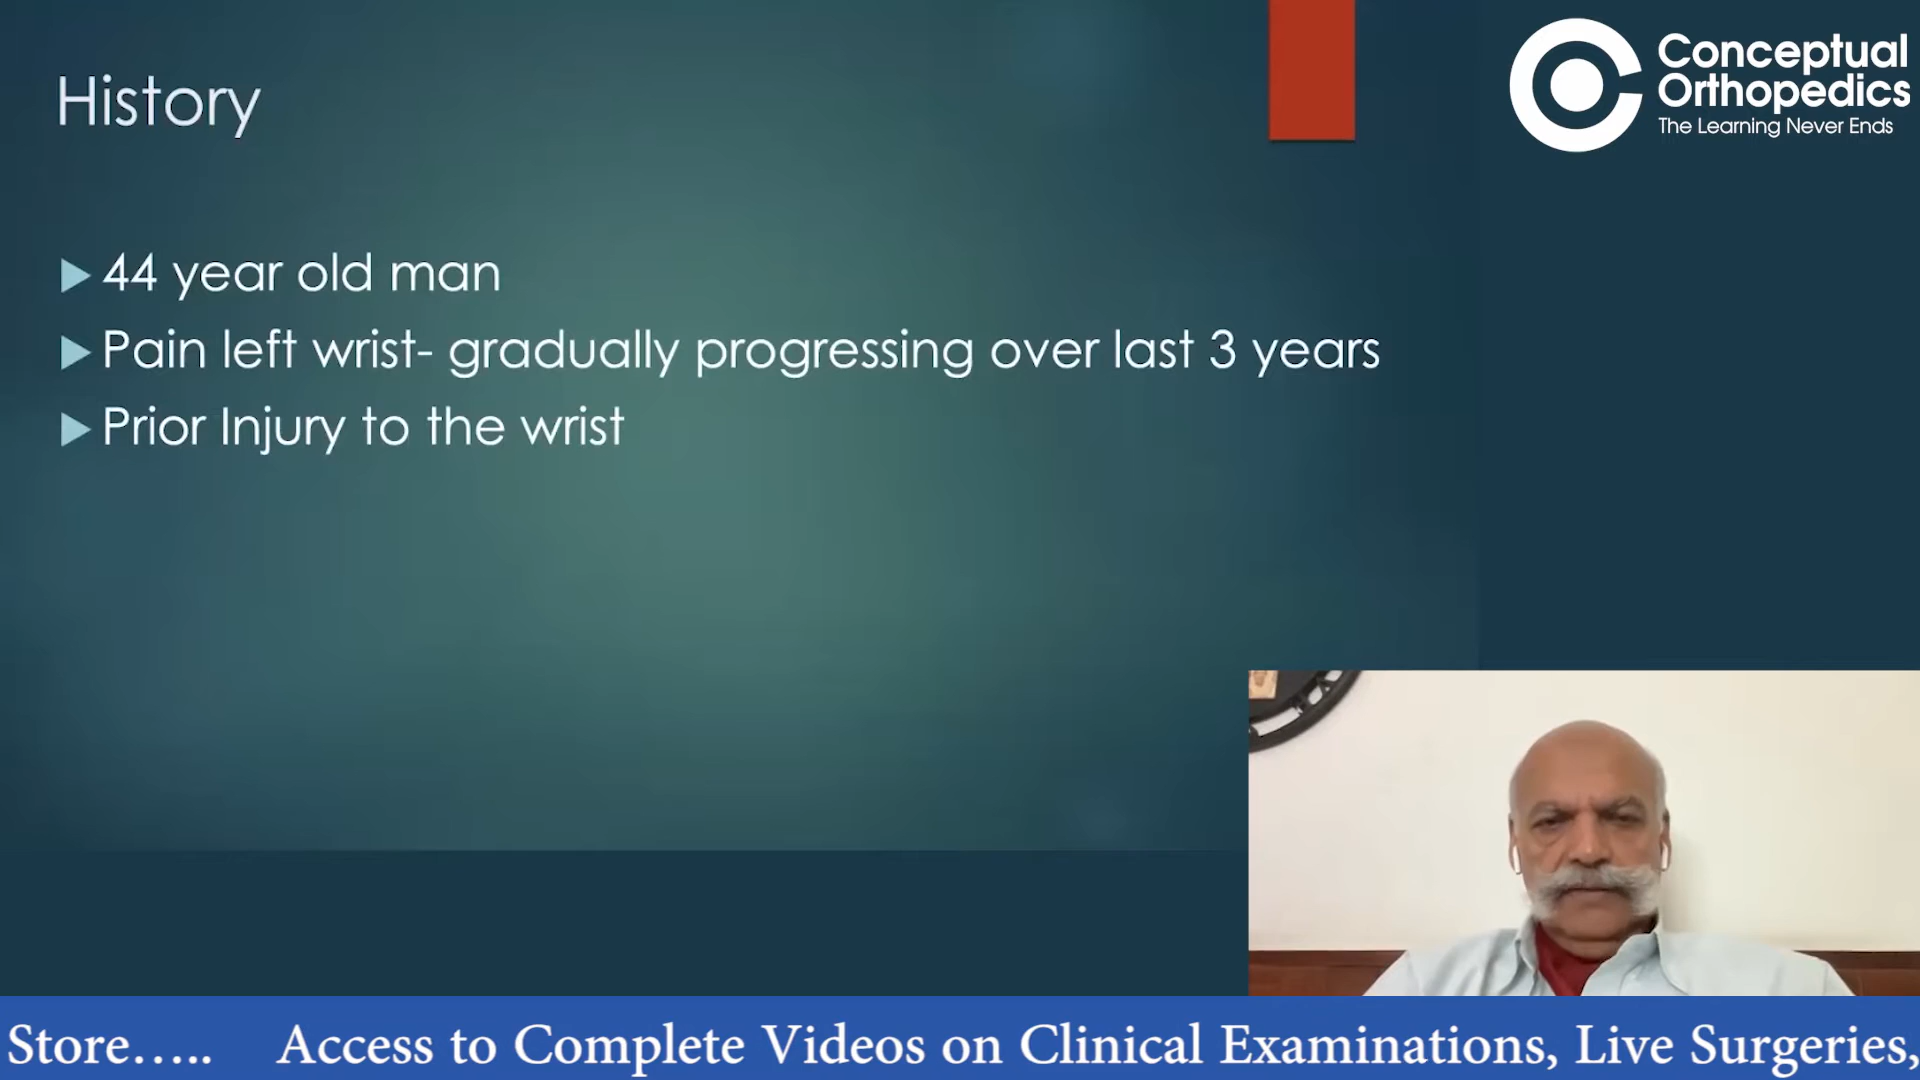 History
44 year old man
Pain left wrist- gradually progressing over last 3 years
Prior Injury to the wrist
Conceptual
Orthopedics
The Learning Never Ends
Store..... Access to Complete Videos on Clinical Examinations, Live Surgeries,